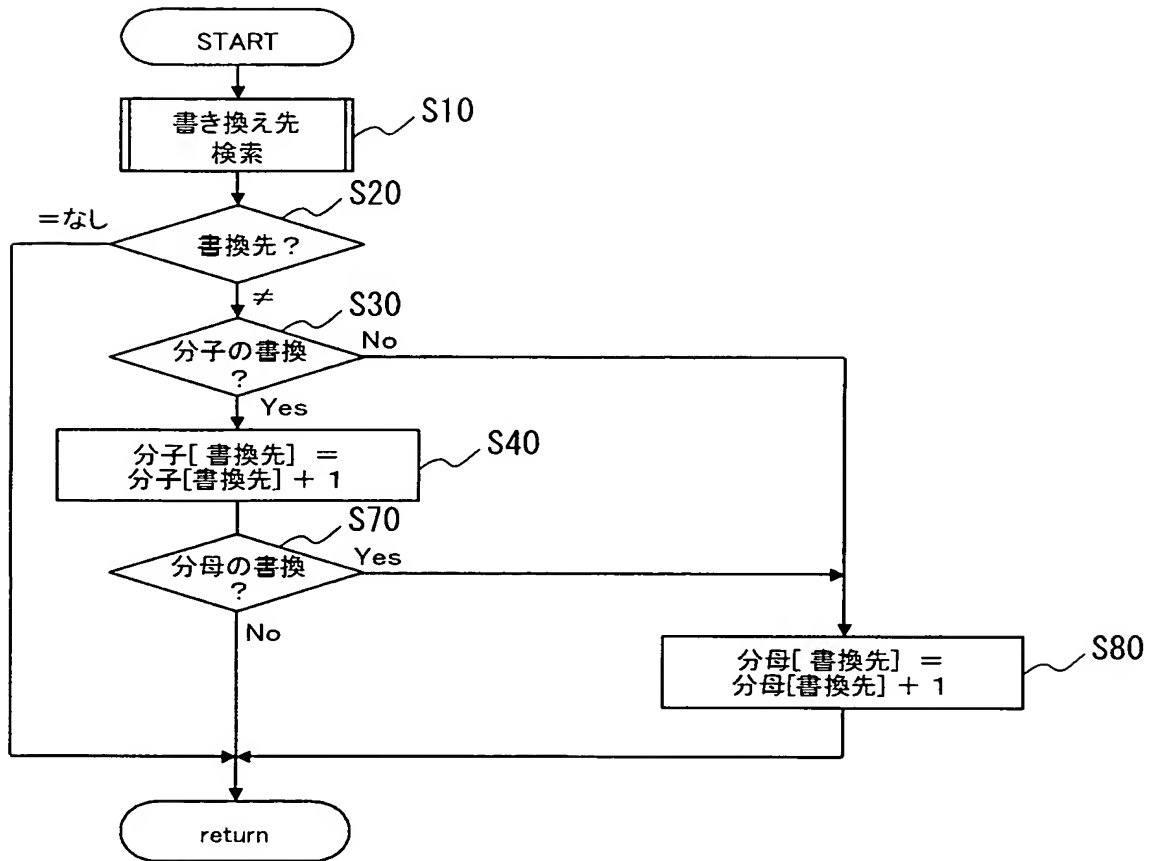 START
書き換え先
検索
S10
S20
=なし
書換先?
≠
S30
分子の書換
?
No
Yes
分子[ 書換先] =
分子[書換先] + 1
S40
S70
分母の書換
?
Yes
No
分母[ 書換先] =
分母[書換先] + 1
S80
return